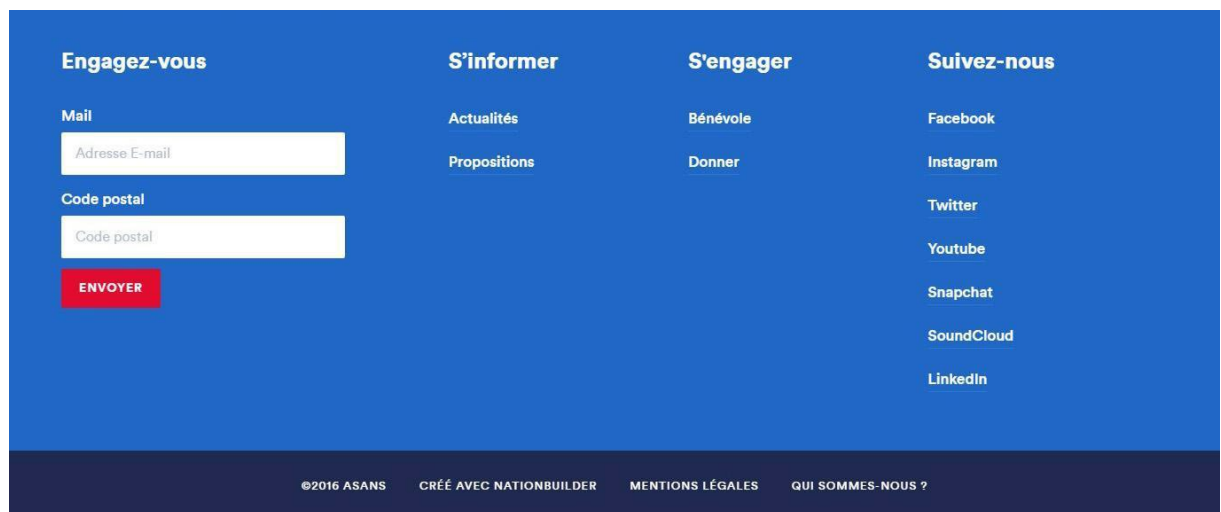 Engagez-vous
Mail
Adresse E-mail
Code postal
Code postal
ENVOYER
S’informer
Actualités
Propositions
S'engager
Bénévole
Donner
Suivez-nous
Facebook
Instagram
Twitter
Youtube
Snapchat
SoundCloud
LinkedIn
©2016 ASANS CRÉÉ AVEC NATIONBUILDER MENTIONS LÉGALES QUI SOMMES-NOUS ?